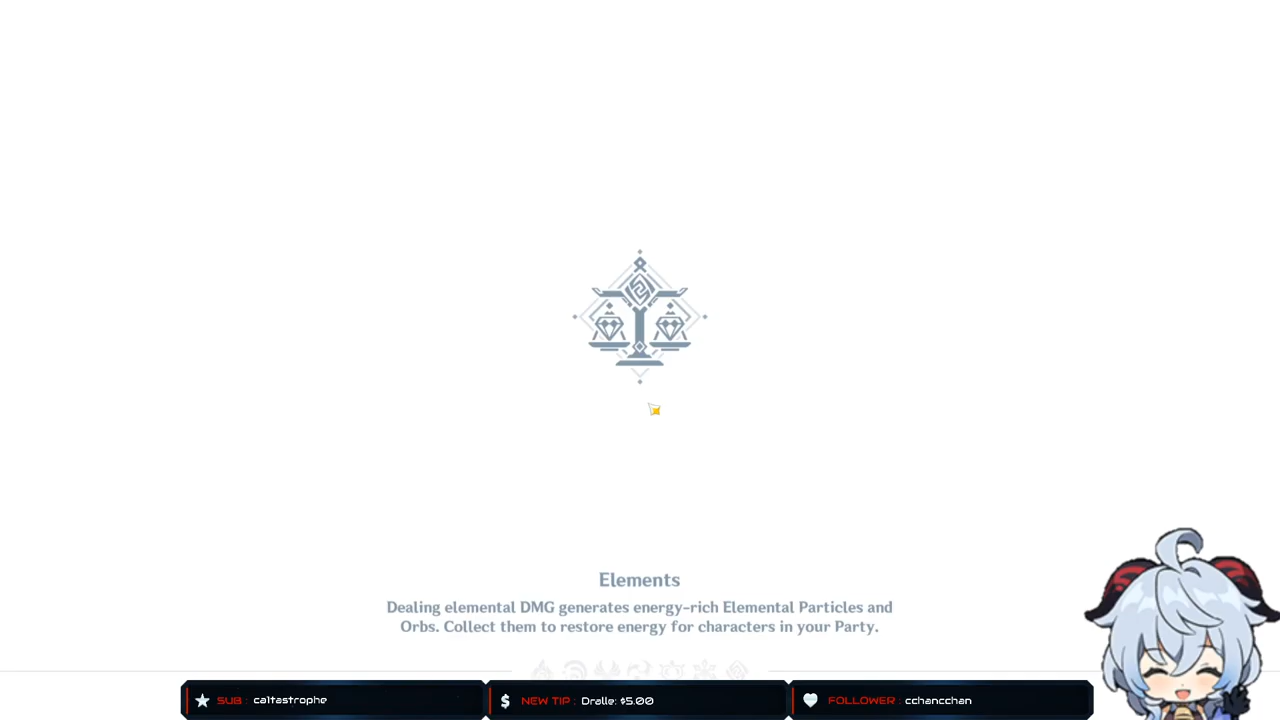 Elements
Dealing elemental DMG generates energy-rich Elemental Particles and
Orbs. Collect them to restore energy for characters in your Party.
SUB : caltastrophe
NEW TIP : Dralle: $5.00
FOLLOWER : cchancchan